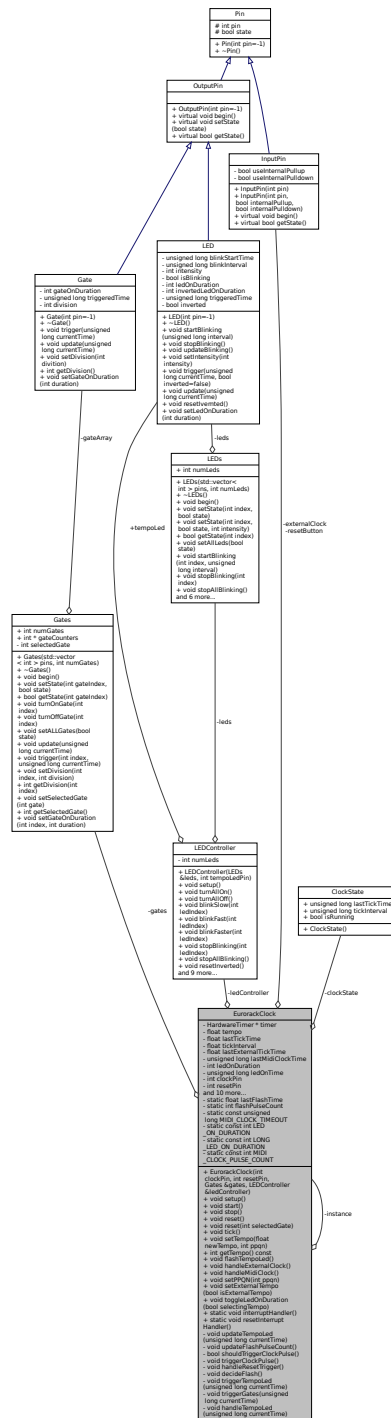 Pin
# int pin
# bool state
+ Pin(int pin=-1)
+ ~Pin()
OutputPin
+ OutputPin(int pin=-1)
+ virtual void begin()
+ virtual void setState
(bool state)
+ virtual bool getState()
InputPin
- bool useInternalPullup
- bool useInternalPulldown
+ InputPin(int pin)
+ InputPin(int pin,
bool internalPullup,
bool internalPulldown)
+ virtual void begin()
+ virtual bool getState()
LED
- unsigned long blinkStartTime
- unsigned long blinkInterval
- int intensity
- bool isBlinking
- int ledOnDuration
- int invertedLedOnDuration
- unsigned long triggeredTime
- bool inverted
+ LED(int pin=-1)
+ ~LED()
+ void startBlinking
(unsigned long interval)
+ void stopBlinking()
+ void updateBlinking()
+ void setIntensity(int
intensity)
+ void trigger(unsigned
long currentTime, bool
inverted=false)
+ void update(unsigned
long currentTime)
+ void resetInverted()
+ void setLedOnDuration
(int duration)
Gate
- int gateOnDuration
- unsigned long triggeredTime
- int division
+ Gate(int pin=-1)
+ ~Gate()
+ void trigger(unsigned
long currentTime)
+ void update(unsigned
long currentTime)
+ void setDivision(int
divition)
+ int getDivision()
+ void setGateOnDuration
(int duration)
-gateArray
-leds
+tempoLed
-externalClock
-resetButton
LEDs
+ int numLeds
+ LEDs(std::vector<
int > pins, int numLeds)
+ ~LEDs()
+ void begin()
+ void setState(int index,
bool state)
+ void setState(int index,
bool state, int intensity)
+ bool getState(int index)
+ void setAllLeds(bool
state)
+ void startBlinking
(int index, unsigned
long interval)
+ void stopBlinking(int
index)
+ void stopAllBlinking()
and 6 more...
Gates
+ int numGates
+ int * gateCounters
- int selectedGate
+ Gates(std::vector
< int > pins, int numGates)
+ ~Gates()
+ void begin()
+ void setState(int gateIndex,
bool state)
+ bool getState(int gateIndex)
+ void turnOnGate(int
index)
+ void turnOffGate(int
index)
+ void setALLGates(bool
state)
+ void update(unsigned
long currentTime)
+ void trigger(int index,
unsigned long currentTime)
+ void setDivision(int
index, int division)
+ int getDivision(int
index)
+ void setSelectedGate
(int gate)
+ int getSelectedGate()
+ void setGateOnDuration
(int index, int duration)
-leds
LEDController
- int numLeds
+ LEDController(LEDs
&leds, int tempoLedPin)
+ void setup()
+ void turnAllOn()
+ void turnAllOff()
+ void blinkSlow(int
ledIndex)
+ void blinkFast(int
ledIndex)
+ void blinkFaster(int
ledIndex)
+ void stopBlinking(int
ledIndex)
+ void stopAllBlinking()
+ void resetInverted()
and 9 more...
ClockState
+ unsigned long lastTickTime
+ unsigned long tickInterval
+ bool isRunning
+ ClockState()
-gates
-ledController
-clockState
EurorackClock
- HardwareTimer * timer
- float tempo
- float lastTickTime
- float tickInterval
- float lastExternalTickTime
- unsigned long lastMidiClockTime
- int ledOnDuration
- unsigned long ledOnTime
- int clockPin
- int resetPin
and 10 more...
- static float lastFlashTime
- static int flashPulseCount
- static const unsigned
long MIDI_CLOCK_TIMEOUT
- static const int LED
_ON_DURATION
- static const int LONG
_LED_ON_DURATION
- static const int MIDI
_CLOCK_PULSE_COUNT
+ EurorackClock(int
clockPin, int resetPin,
Gates &gates, LEDController
&ledController)
+ void setup()
+ void start()
+ void stop()
+ void reset()
+ void reset(int selectedGate)
+ void tick()
+ void setTempo(float
newTempo, int ppqn)
+ int getTempo() const
+ void flashTempoLed()
+ void handleExternalClock()
+ void handleMidiClock()
+ void setPPQN(int ppqn)
+ void setExternalTempo
(bool isExternalTempo)
+ void toggleLedOnDuration
(bool selectingTempo)
+ static void interruptHandler()
+ static void resetInterrupt
Handler()
- void updateTempoLed
(unsigned long currentTime)
- void updateFlashPulseCount()
- bool shouldTriggerClockPulse()
- void triggerClockPulse()
- void handleResetTrigger()
- void decideFlash()
- void triggerTempoLed
(unsigned long currentTime)
- void triggerGates(unsigned
long currentTime)
- void handleTempoLed
(unsigned long currentTime)
-instance